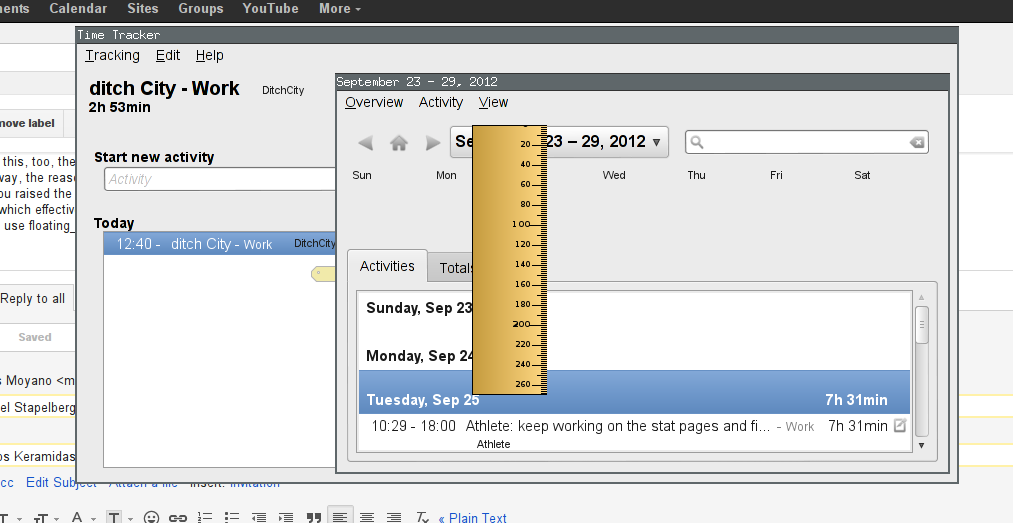 ments Calendar Sites Groups YouTube More
Time Tracker
Tracking Edit Help
ditch City - Work DitchCity
2h 53min
move label
this, too, the
way, the reaso
ou raised the
which effectiv
use floating_
Start new activity
Activity
Today
12:40 - ditch City - Work DitchCity
Reply to all
Saved
s Moyano <m
el Stapelberg
os Keramidas
cc Edit Subject Attach a file Insert: Invitation
T T A T « Plain Text
September 23 - 29, 2012
Overview Activity View
Se 23 – 29, 2012
Sun Mon Wed Thu Fri Sat
Activities Totals
Sunday, Sep 23
Monday, Sep 24
Tuesday, Sep 25 7h 31min
10:29 - 18:00 Athlete: keep working on the stat pages and fi... - Work 7h 31min
Athlete
20
40
60
80
100
120
140
160
180
200
220
240
260